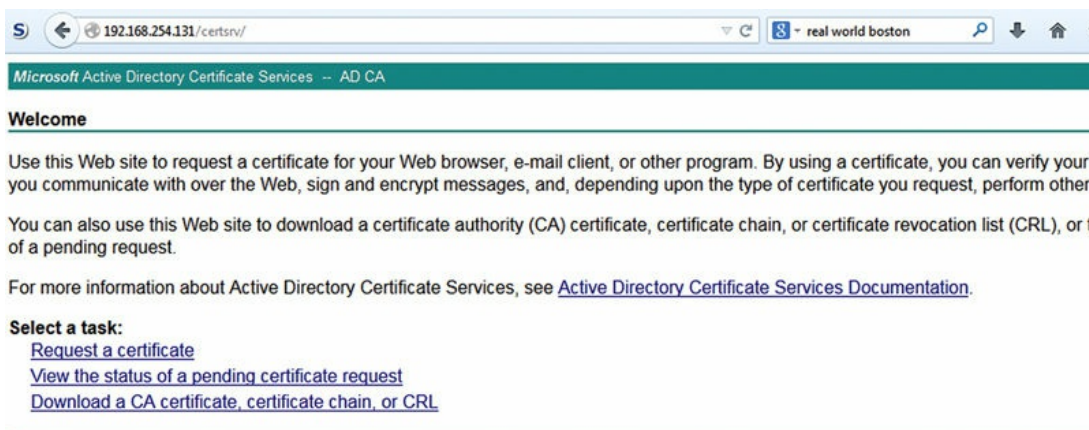 S) 192.168.254.131/certsrv/ 8 real world boston
Microsoft Active Directory Certificate Services -- AD CA
Welcome
Use this Web site to request a certificate for your Web browser, e-mail client, or other program. By using a certificate, you can verify your
you communicate with over the Web, sign and encrypt messages, and, depending upon the type of certificate you request, perform other
You can also use this Web site to download a certificate authority (CA) certificate, certificate chain, or certificate revocation list (CRL), or
of a pending request.
For more information about Active Directory Certificate Services, see Active Directory Certificate Services Documentation.
Select a task:
Request a certificate
View the status of a pending certificate request
Download a CA certificate, certificate chain, or CRL